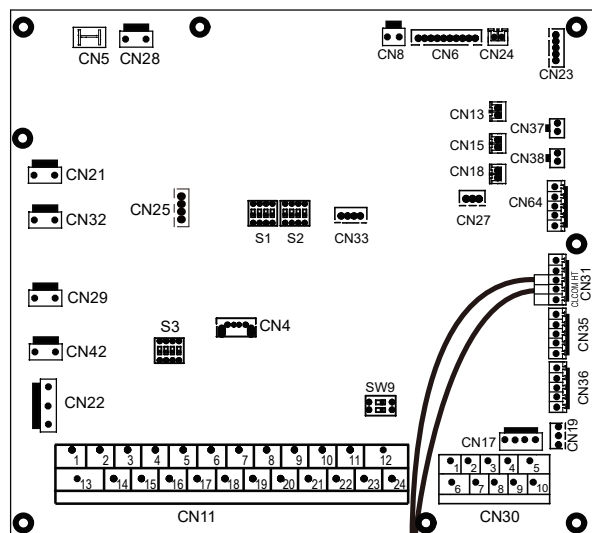 CN5
CN28
CN8
CN6
CN24
CN23
CN13
CN37
CN15
CN38
CN18
CN21
CN32
CN25
S1
S2
CN33
CN27
CN64
CN31
CL COM HT
CN29
CN4
CN35
S3
CN42
CN36
CN22
SW9
CN17
CN19
1 2 3 4 5 6 7 8 9 10 11 12
13 14 15 16 17 18 19 20 21 22 23 24
CN11
1 2 3 4 5
6 7 8 9 10
CN30